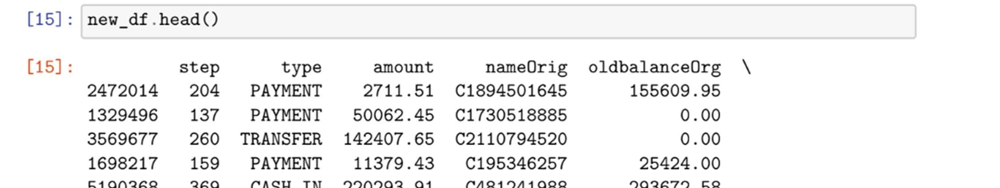 [15]: new_df.head()
[15]: step type amount nameOrig oldbalanceOrg \
2472014 204 PAYMENT 2711.51 C1894501645 155609.95
1329496 137 PAYMENT 50062.45 C1730518885 0.00
3569677 260 TRANSFER 142407.65 C2110794520 0.00
1698217 159 PAYMENT 11379.43 C195346257 25424.00
5190368 369 CASH_IN 220293.91 C481241988 293672.58